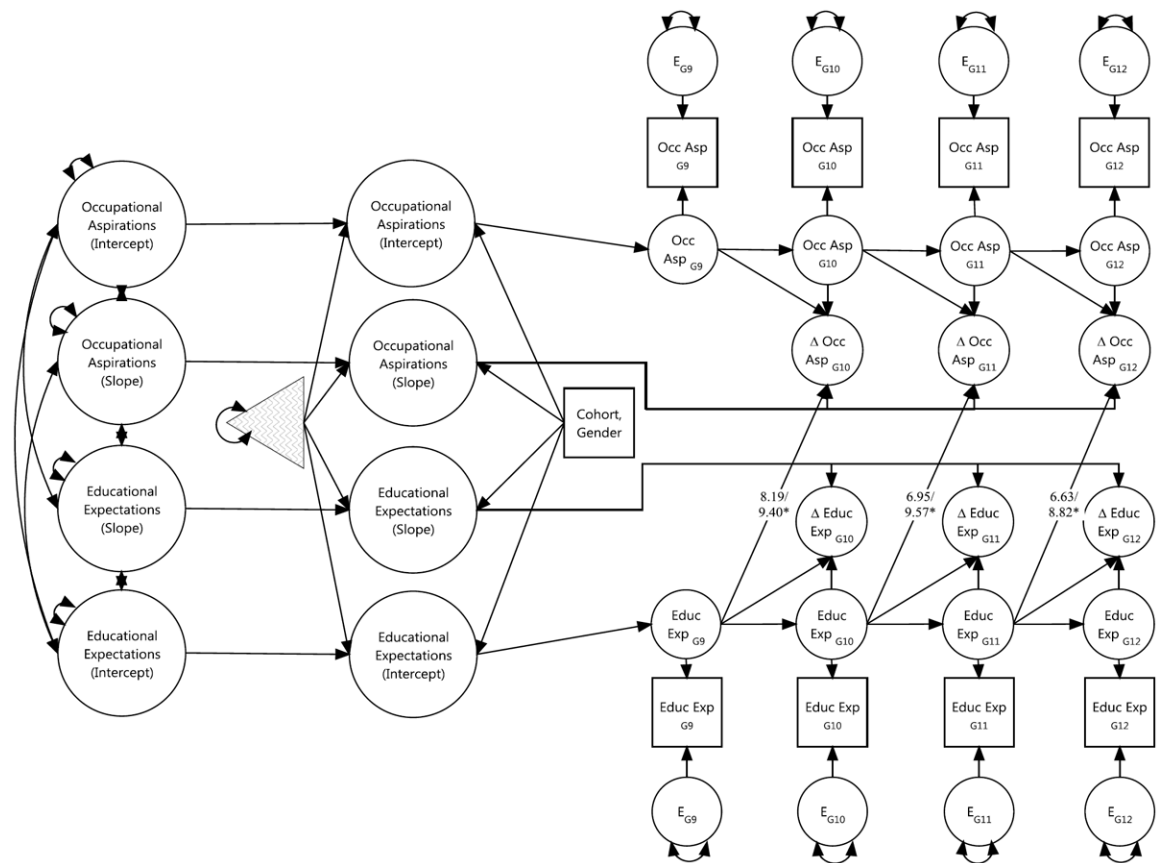 E G9
E G10
E G11
E G12
Occ Asp
G9
Occ Asp
G10
Occ Asp
G11
Occ Asp
G12
Occupational
Aspirations
(Intercept)
Occupational
Aspirations
(Intercept)
Occ
Asp G9
Occ Asp
G10
Occ Asp
G11
Occ Asp
G12
Occupational
Aspirations
(Slope)
Occupational
Aspirations
(Slope)
Δ Occ
Asp G10
Δ Occ
Asp G11
Δ Occ
Asp G12
Cohort,
Gender
Educational
Expectations
(Slope)
Educational
Expectations
(Slope)
8.19/
9.40*
Δ Educ
Exp G10
6.95/
9.57*
Δ Educ
Exp G11
6.63/
8.82*
Δ Educ
Exp G12
Educational
Expectations
(Intercept)
Educational
Expectations
(Intercept)
Educ
Exp G9
Educ
Exp G10
Educ
Exp G11
Educ
Exp G12
Educ Exp
G9
Educ Exp
G10
Educ Exp
G11
Educ Exp
G12
E G9
E G10
E G11
E G12